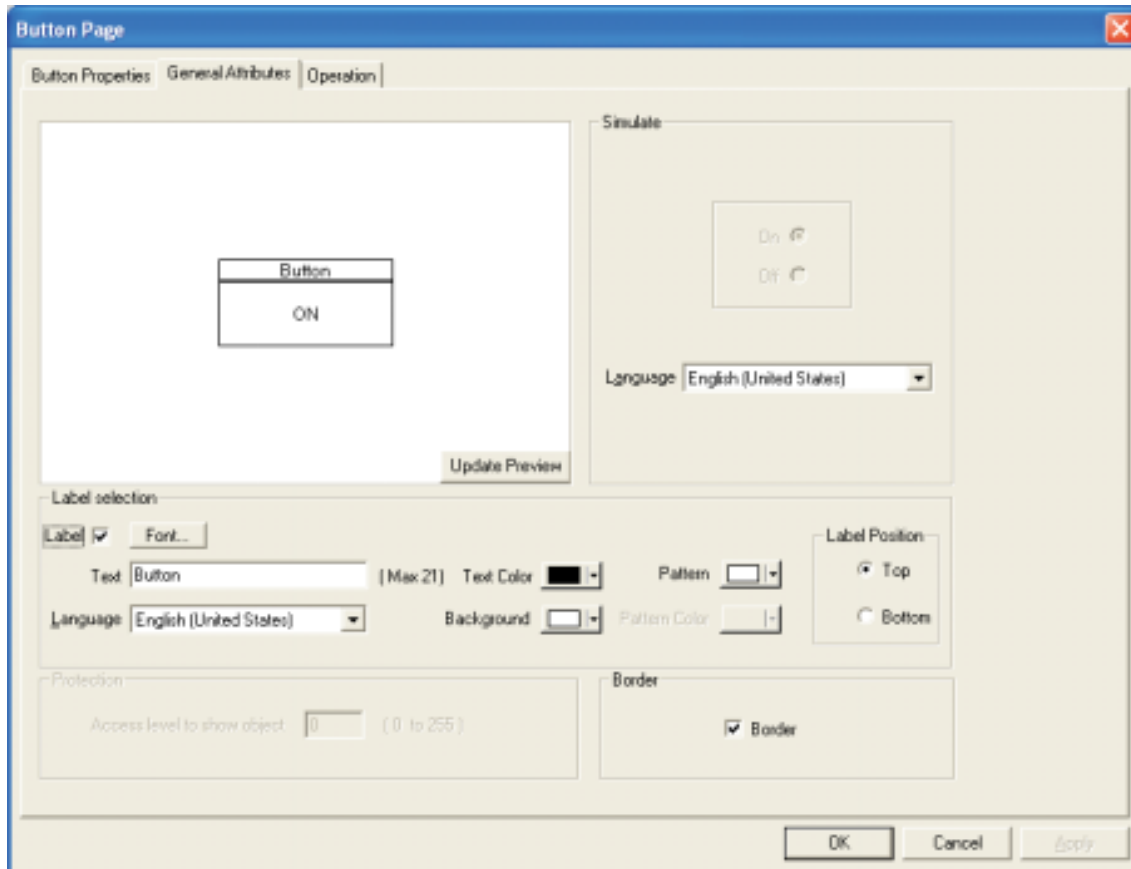 Button Page
Button Properties General Attributes Operation
Button
ON
Update Preview
Simulate
On
Off
Language English (United States)
Label selection
Label Font...
Text Button (Max 21) Text Color Pattern
Language English (United States) Background Pattern Color
Label Position
Top
Bottom
Protection
Access level to show object 0 ( 0 to 255 )
Border
Border
OK Cancel Apply